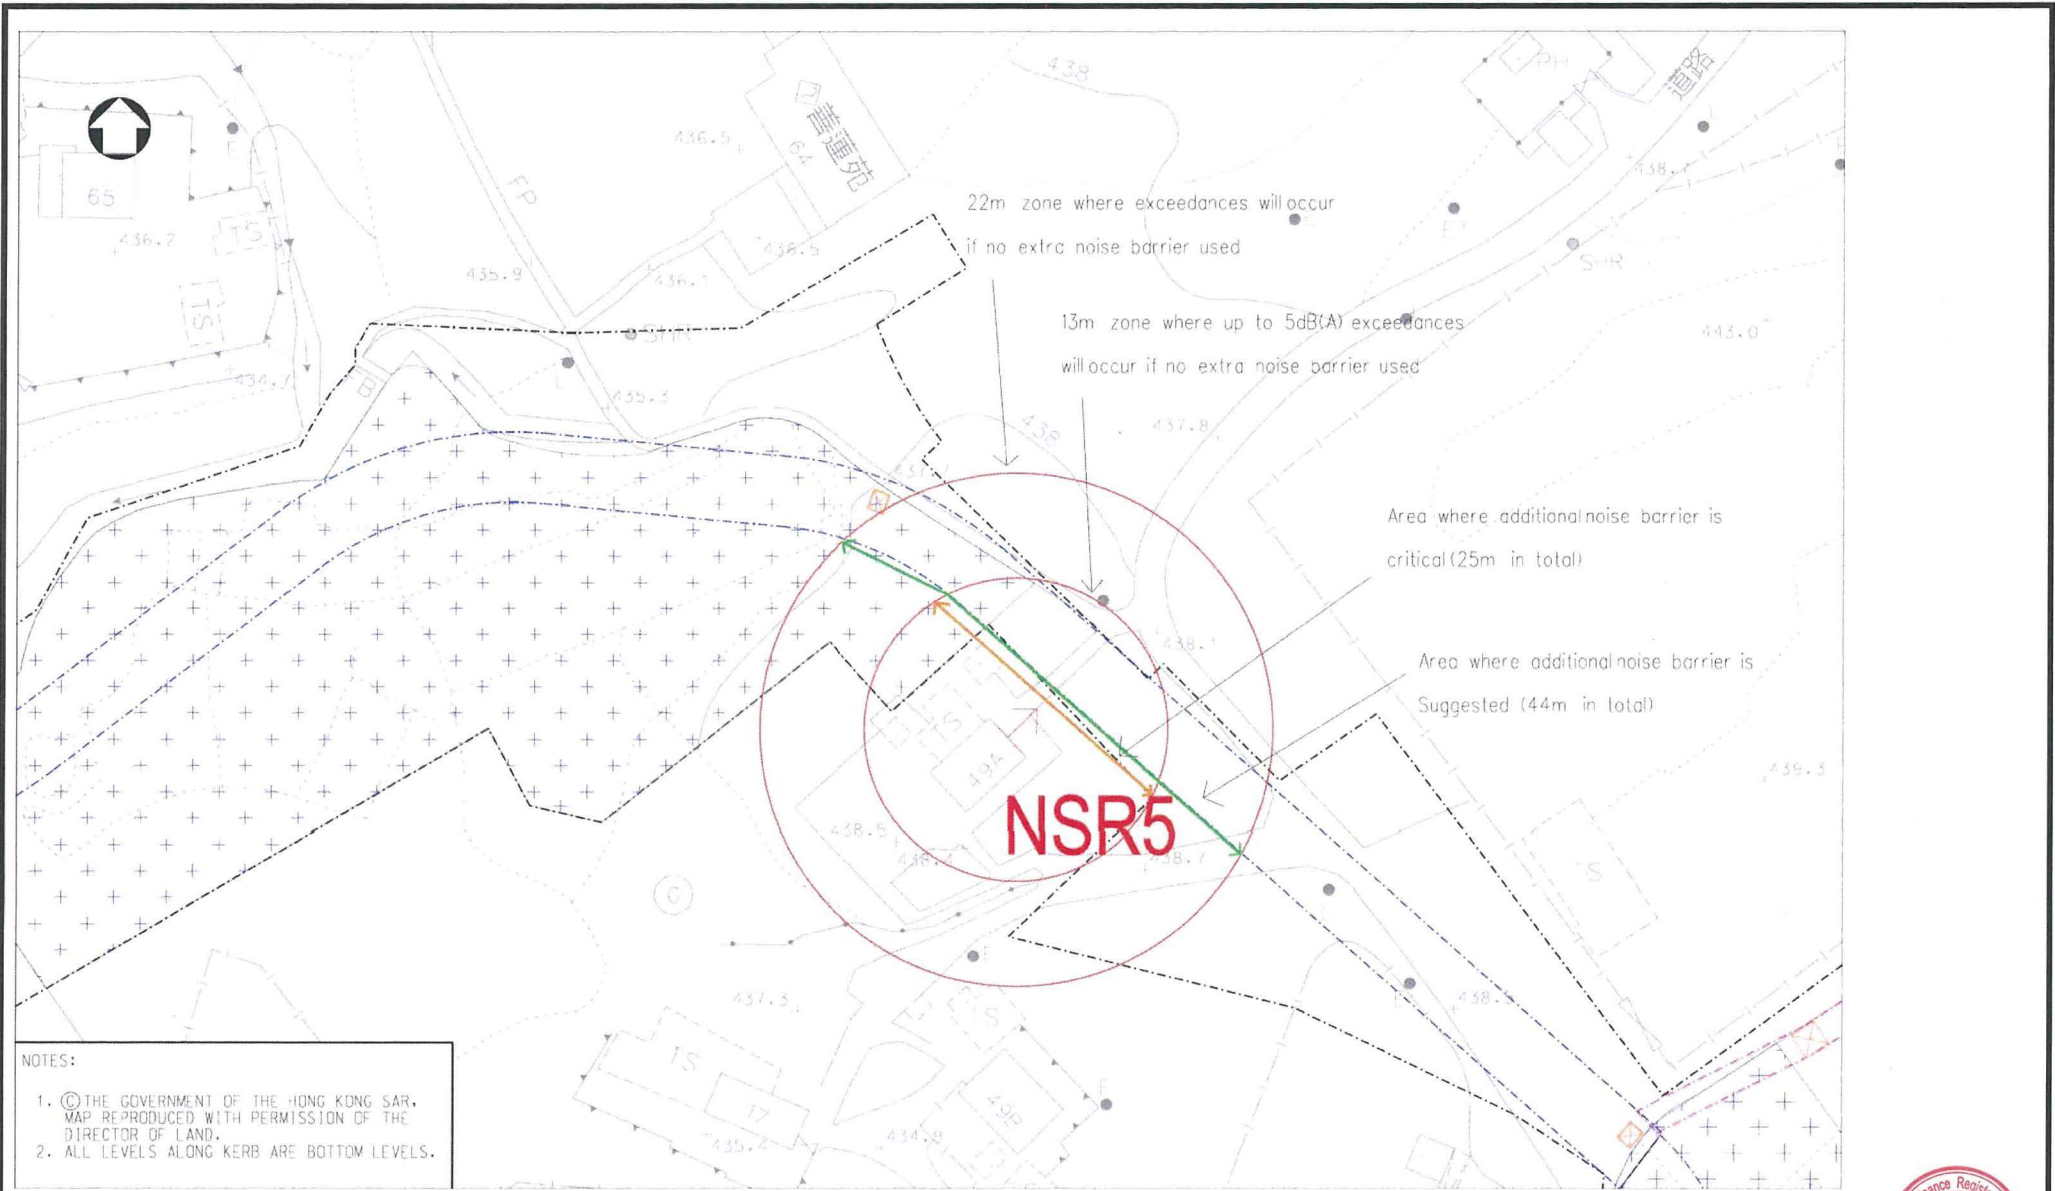 438
PH
道路
善蓮苑
64
436.5
FP
65
436.2
TS
TS
435.9
436.1
436.5
22m zone where exceedances will occur
if no extra noise barrier used
ET
SHR
438.1
13m zone where up to 5dB(A) exceedances
will occur if no extra noise barrier used
443.0
SHR
434.1
435.3
438
437.8
Area where additional noise barrier is
critical (25m in total)
438.1
Area where additional noise barrier is
Suggested (44m in total)
439.3
TS
49A
NSR5
438.5
438.4
438.7
G
S
437.3
438.5
TS
TS
17
49B
435.4
434.9
NOTES:
1. © THE GOVERNMENT OF THE HONG KONG SAR.
MAP REPRODUCED WITH PERMISSION OF THE
DIRECTOR OF LAND.
2. ALL LEVELS ALONG KERB ARE BOTTOM LEVELS.